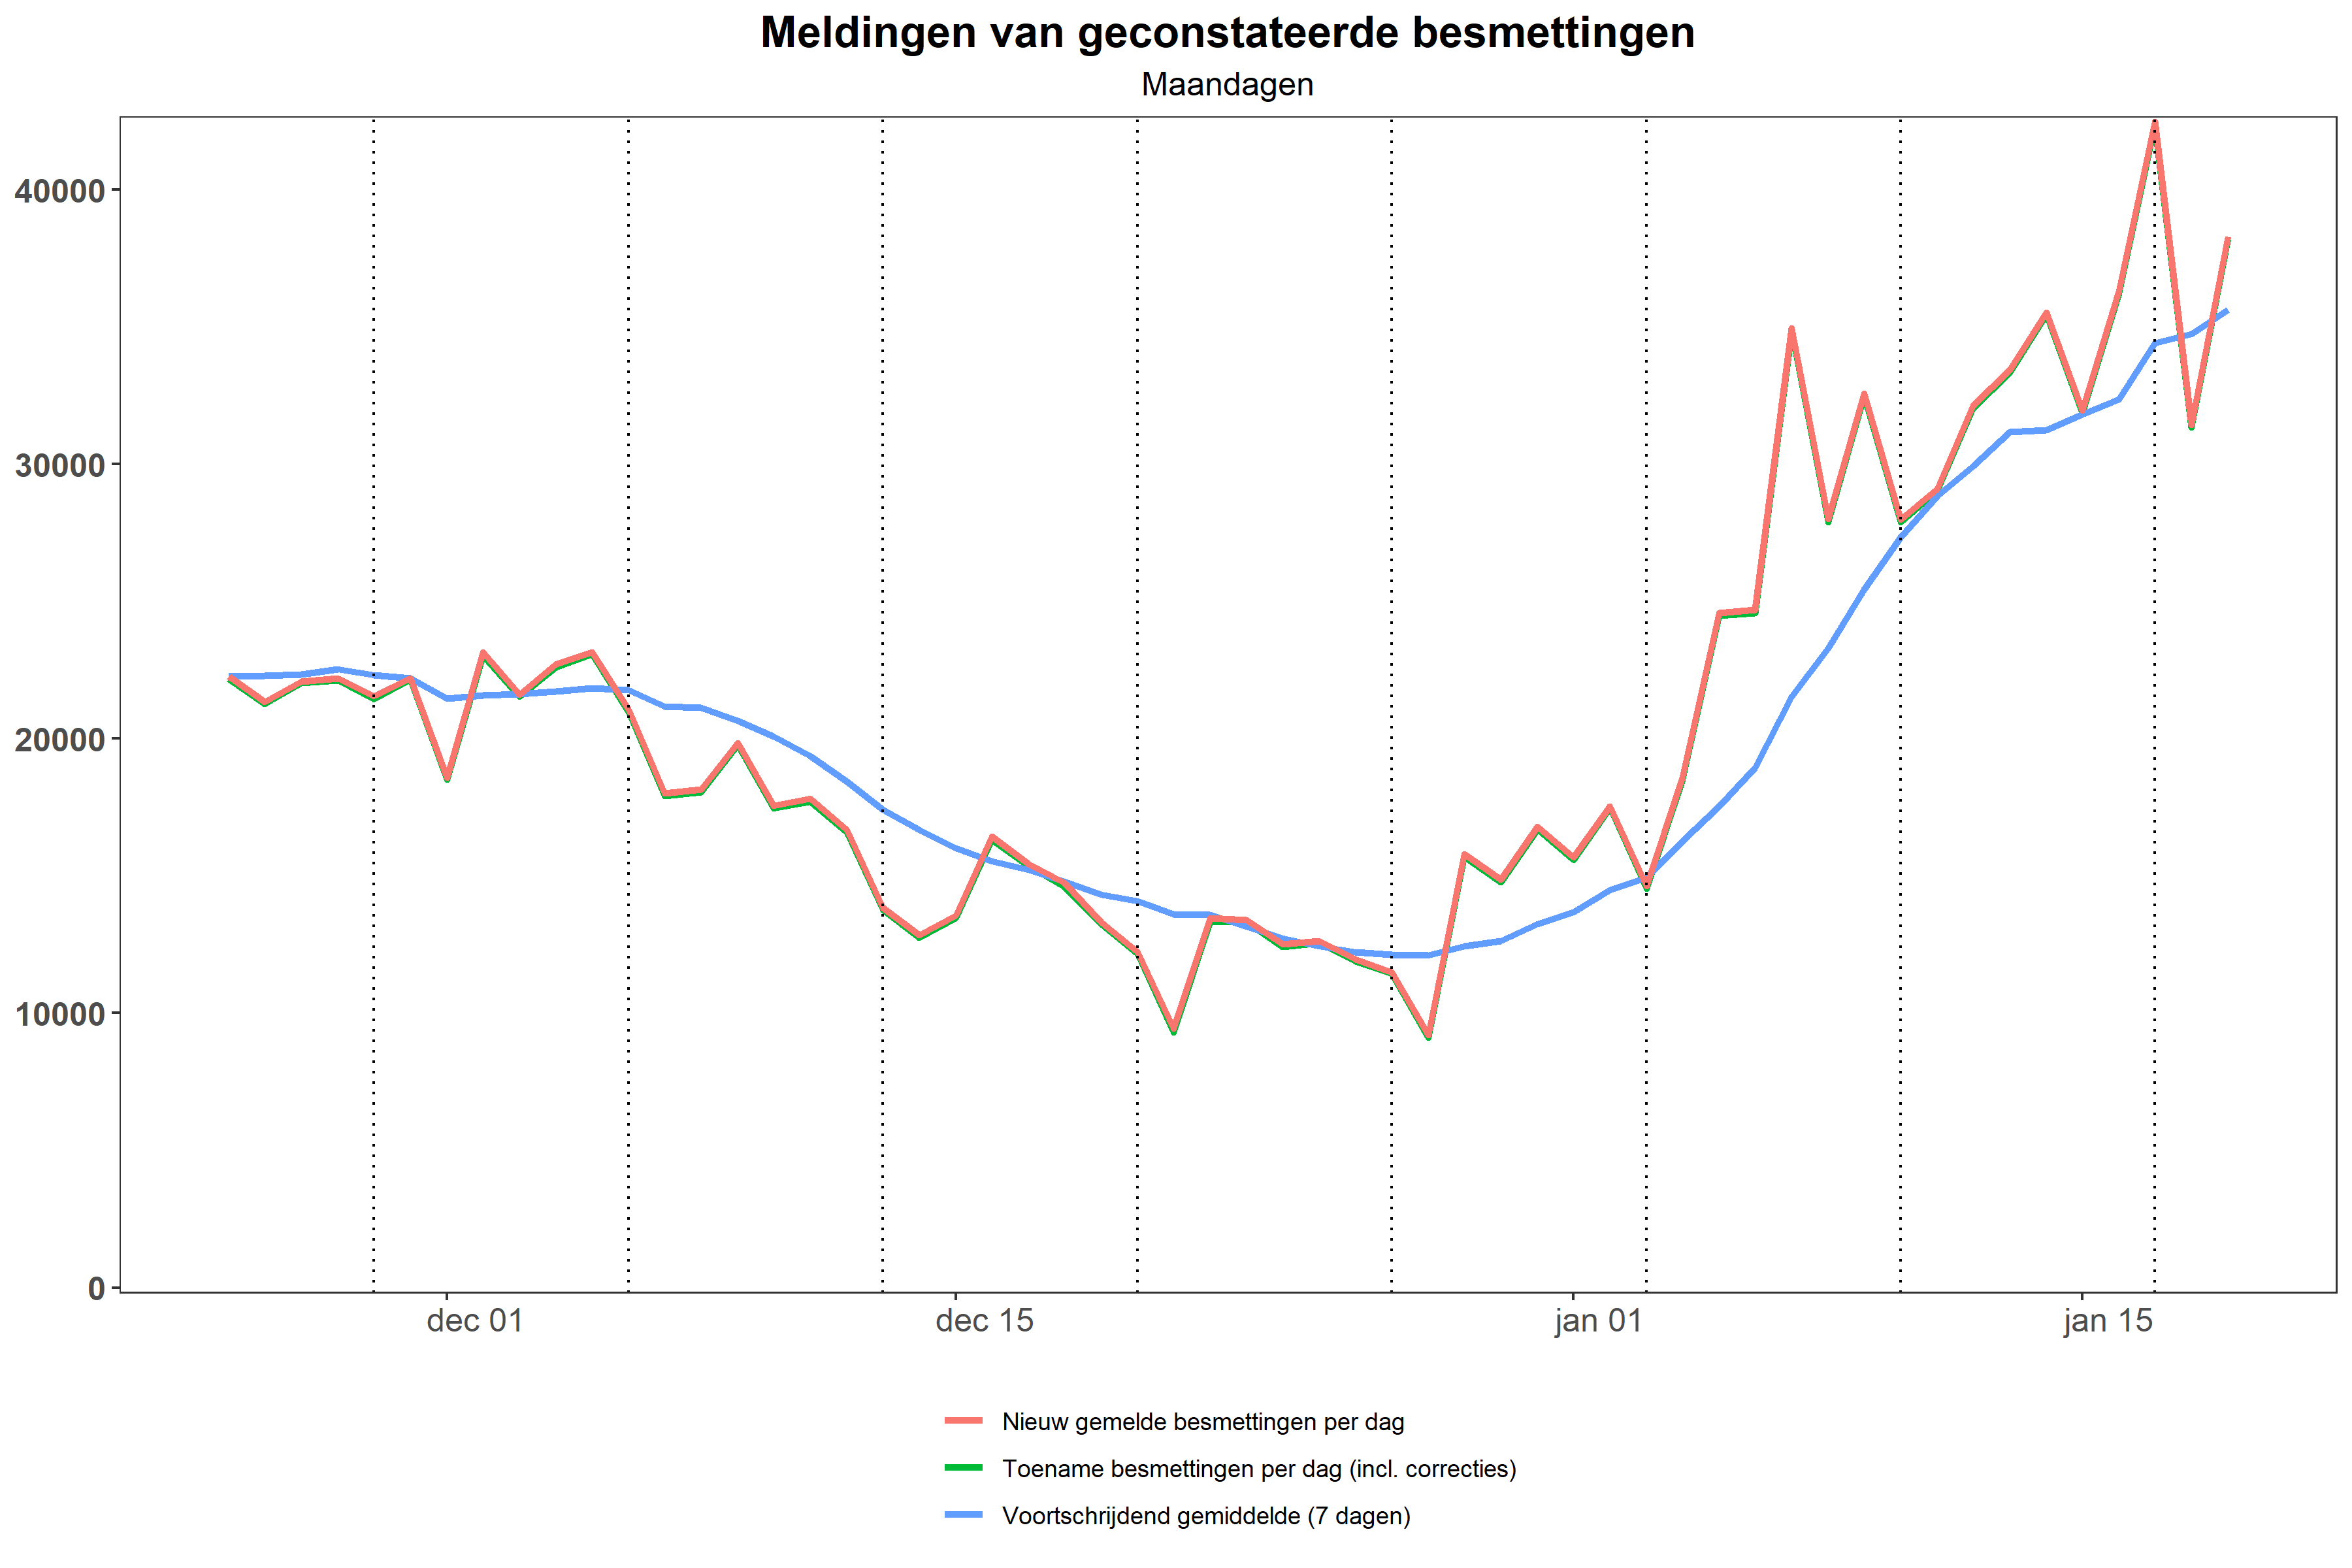 Meldingen van geconstateerde besmettingen
Maandagen
40000
30000
20000
10000
0
dec 01
dec 15
jan 01
jan 15
Nieuw gemelde besmettingen per dag
Toename besmettingen per dag (incl. correcties)
Voortschrijdend gemiddelde (7 dagen)